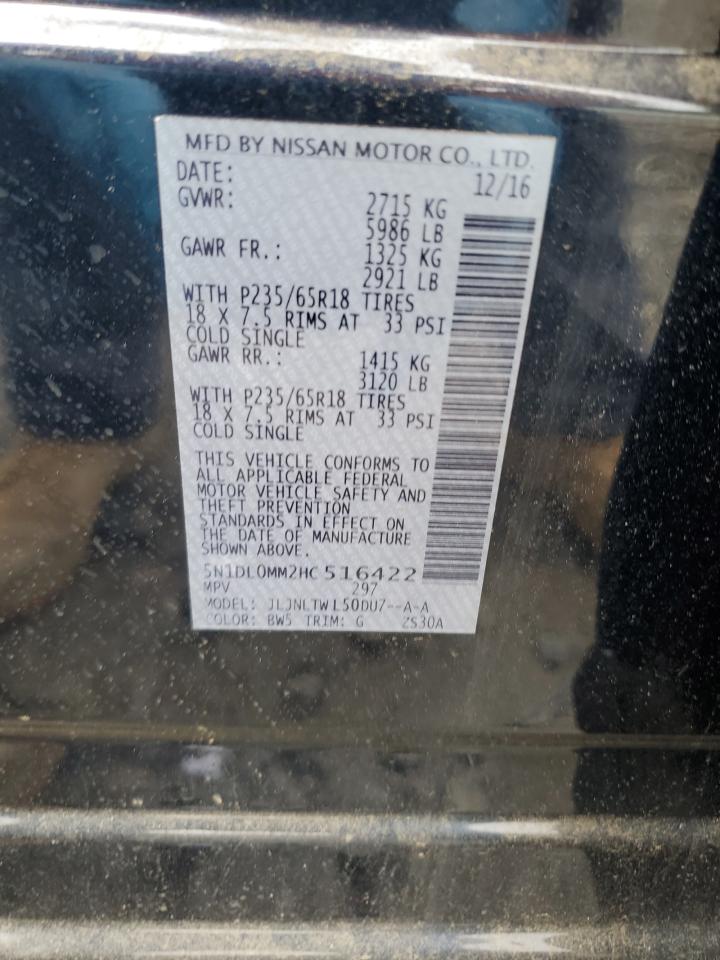 MFD BY NISSAN MOTOR CO., LTD.
DATE: 12/16
GVWR: 2715 KG
5986 LB
GAWR FR.: 1325 KG
2921 LB
WITH P235/65R18 TIRES
18 X 7.5 RIMS AT 33 PSI
COLD SINGLE
GAWR RR.: 1415 KG
3120 LB
WITH P235/65R18 TIRES
18 X 7.5 RIMS AT 33 PSI
COLD SINGLE
THIS VEHICLE CONFORMS TO
ALL APPLICABLE FEDERAL
MOTOR VEHICLE SAFETY AND
THEFT PREVENTION
STANDARDS IN EFFECT ON
THE DATE OF MANUFACTURE
SHOWN ABOVE.
5N1DL0MM2HC516422
MPV 297
MODEL: JLJNLTWL50DU7--A-A
COLOR: BW5 TRIM: G 2S30A